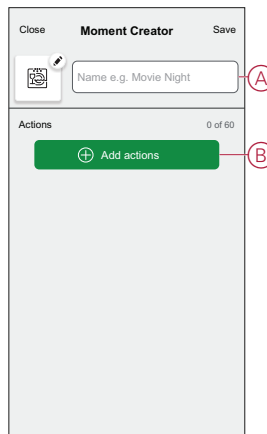 Close Moment Creator Save
Name e.g. Movie Night A
Actions 0 of 60
Add actions B